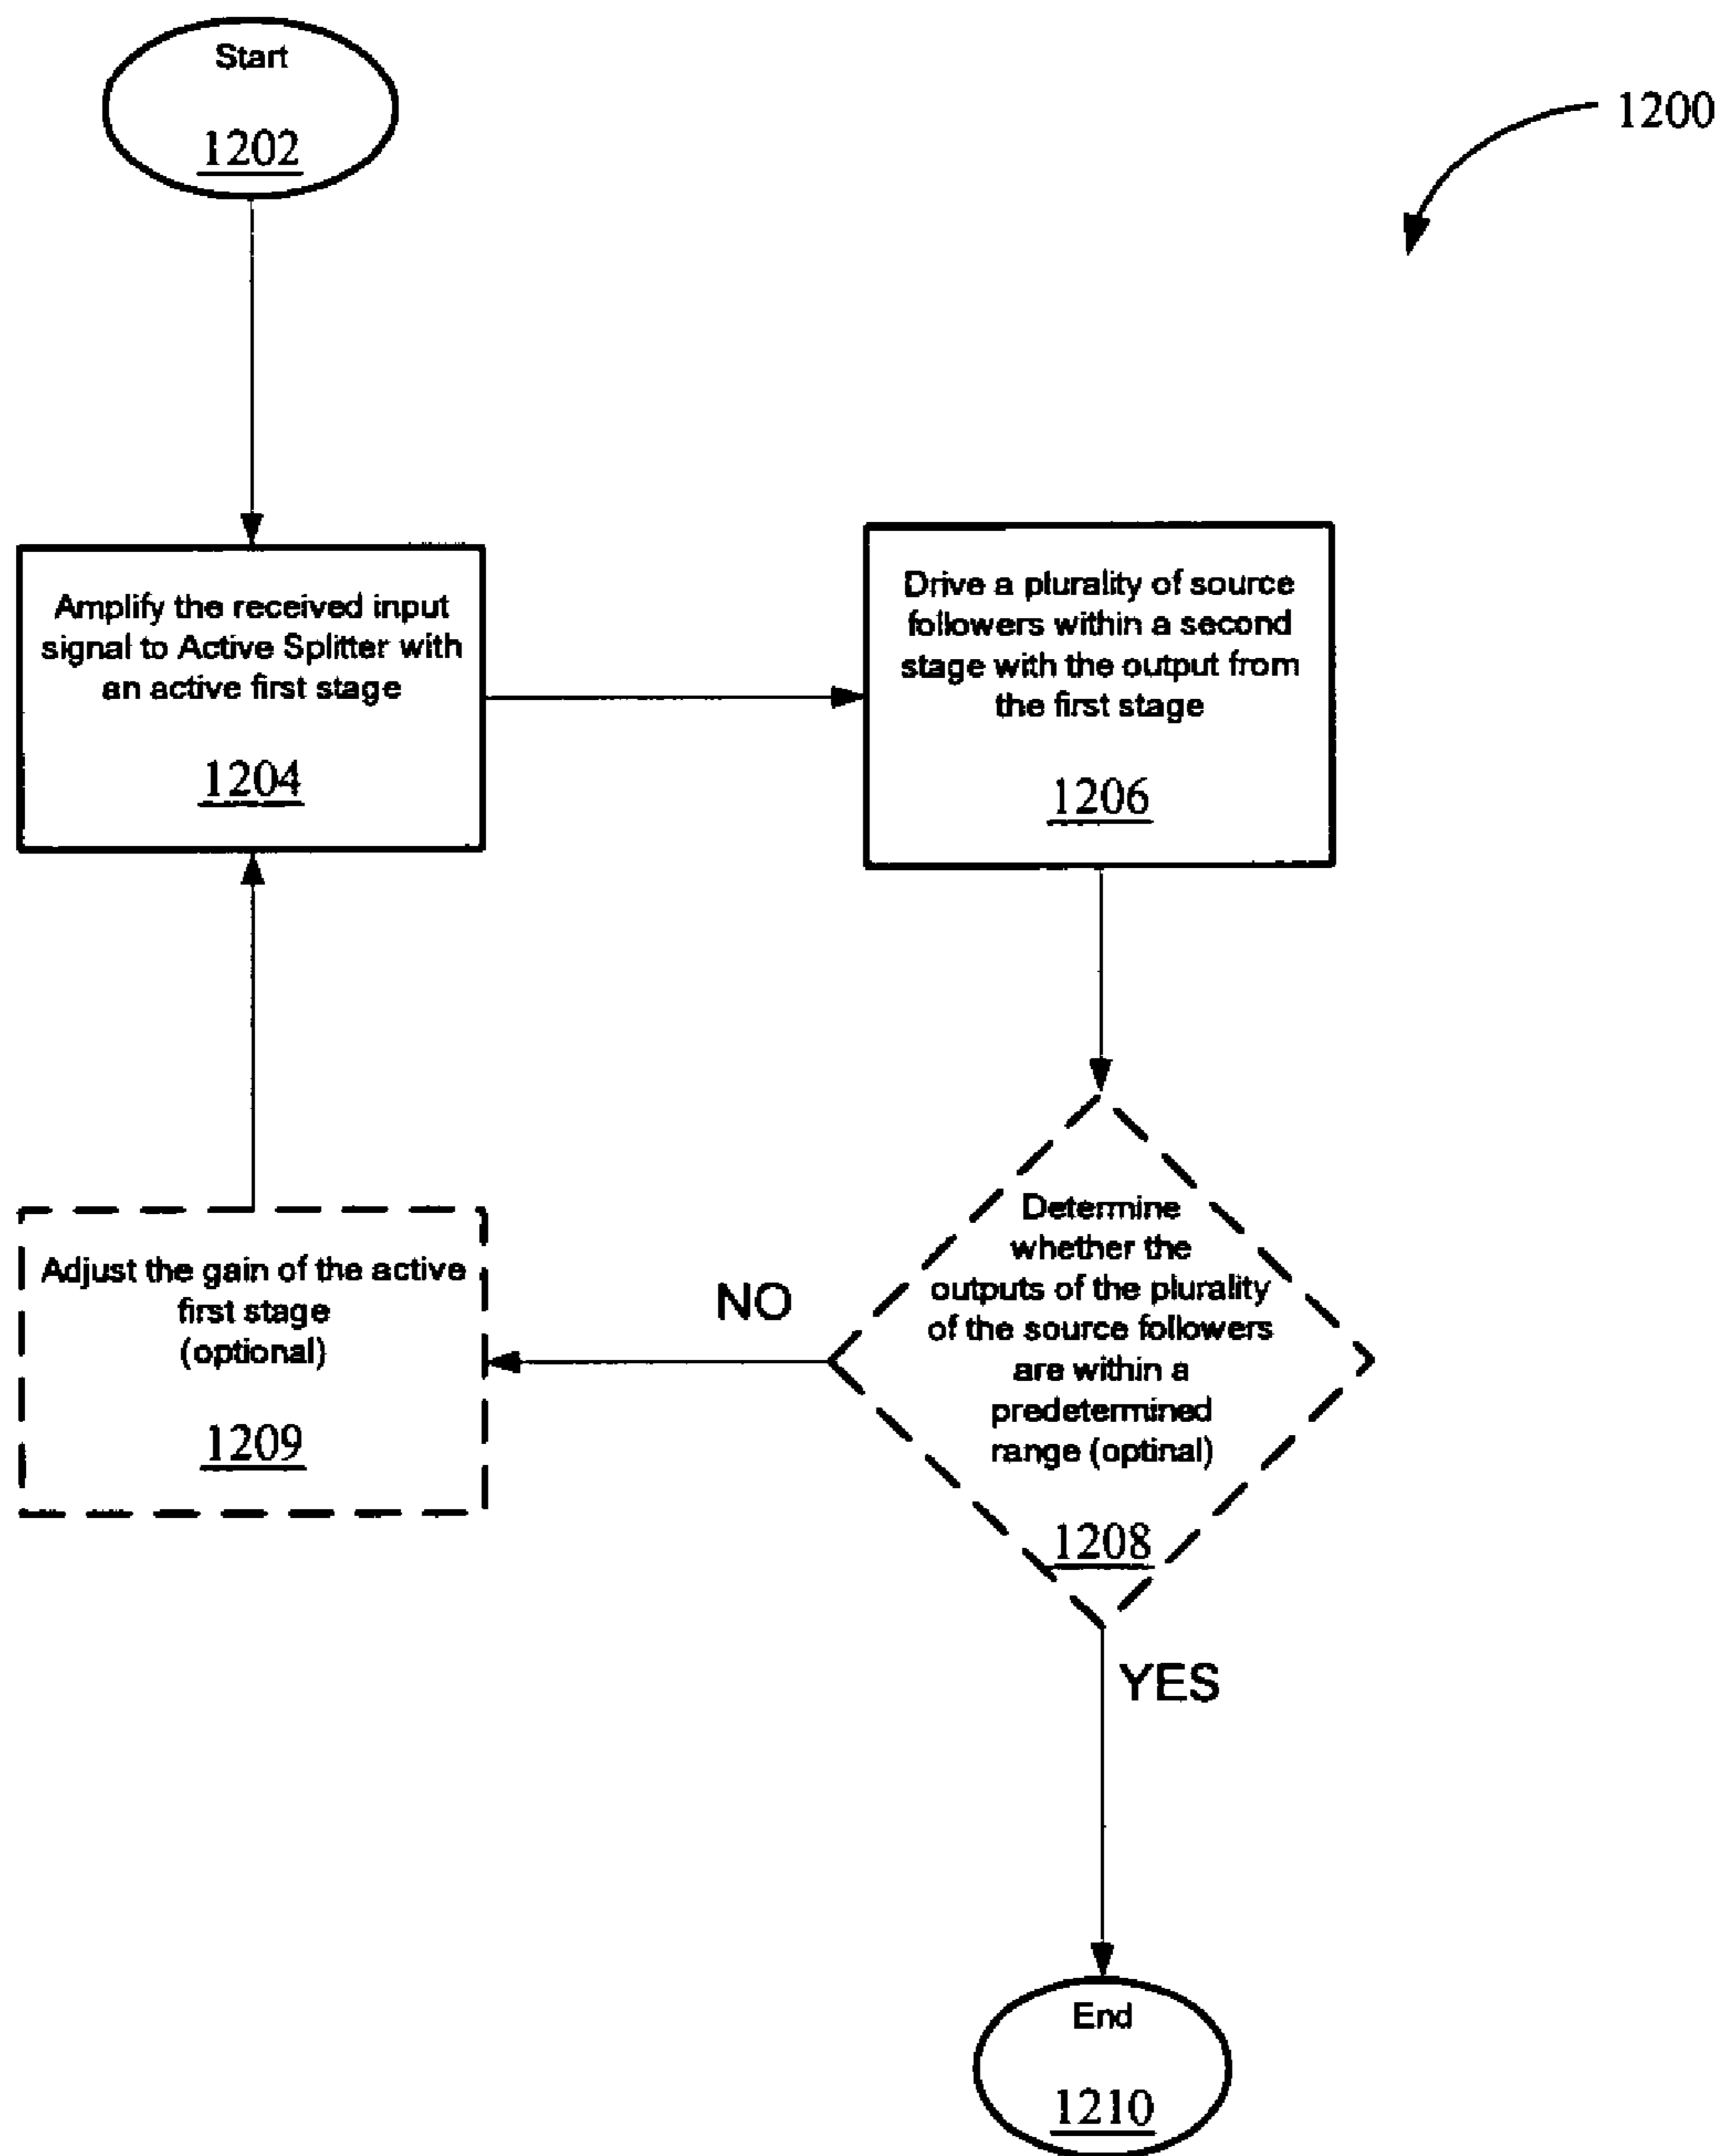 Start
1202
1200
Amplify the received input
signal to Active Splitter with
an active first stage
1204
Drive a plurality of source
followers within a second
stage with the output from
the first stage
1206
Determine
whether the
outputs of the plurality
of the source followers
are within a
predetermined
range (optinal)
1208
NO
Adjust the gain of the active
first stage
(optional)
1209
YES
End
1210